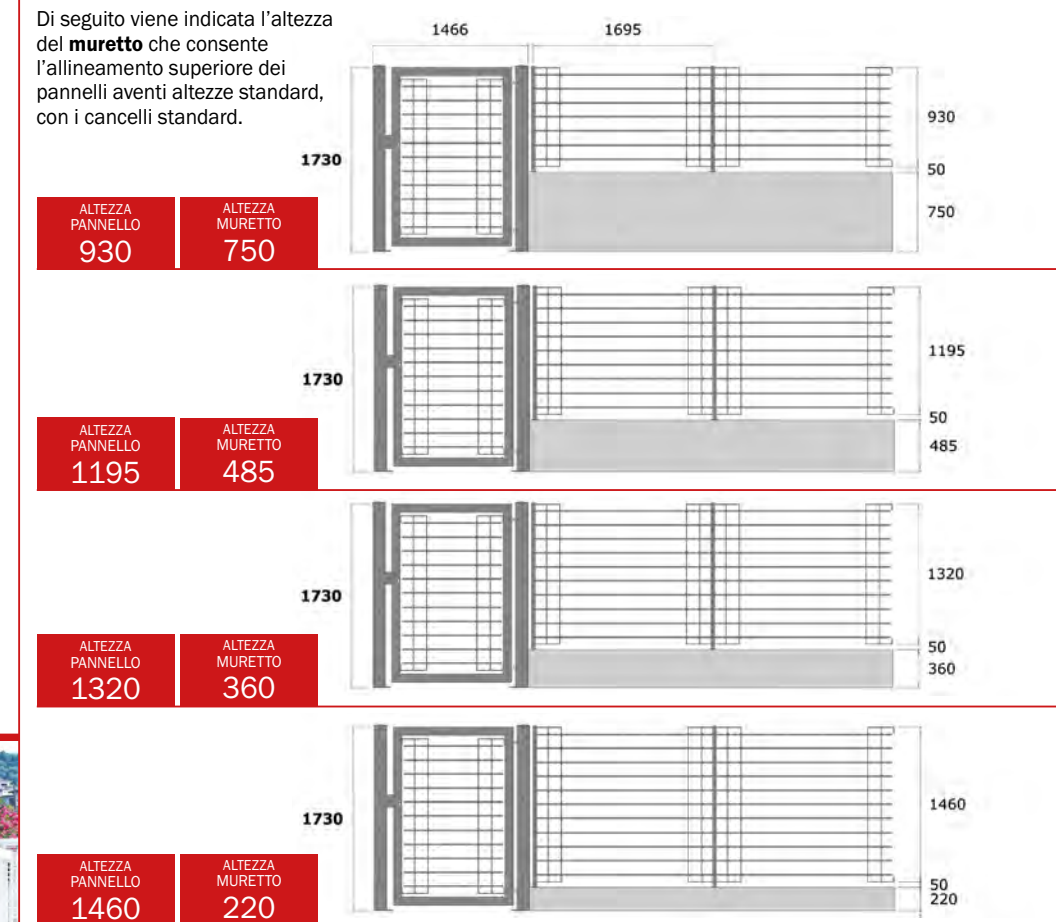 Di seguito viene indicata l'altezza
del muretto che consente
l'allineamento superiore dei
pannelli aventi altezze standard,
con i cancelli standard.
1466
1695
1730
930
50
750
ALTEZZA
PANNELLO
930
ALTEZZA
MURETTO
750
1730
1195
50
485
ALTEZZA
PANNELLO
1195
ALTEZZA
MURETTO
485
1730
1320
50
360
ALTEZZA
PANNELLO
1320
ALTEZZA
MURETTO
360
1730
1460
50
220
ALTEZZA
PANNELLO
1460
ALTEZZA
MURETTO
220